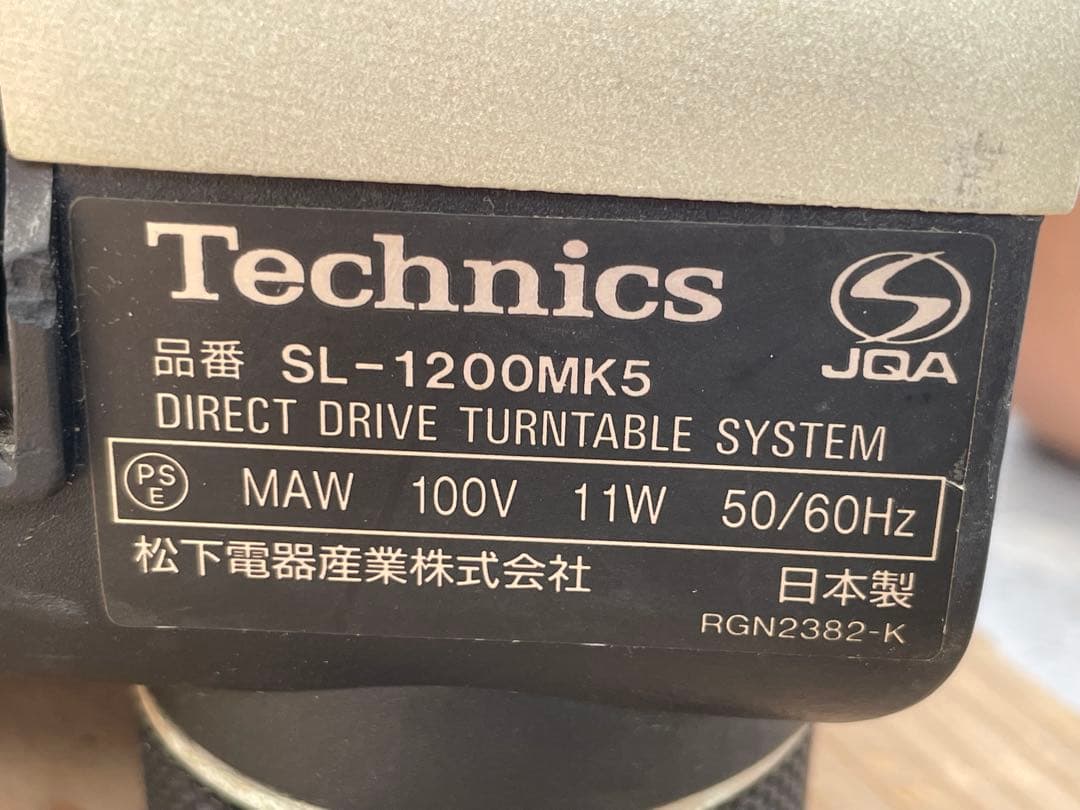 Technics
JQA
品番 SL-1200MK5
DIRECT DRIVE TURNTABLE SYSTEM
PSE MAW 100V 11W 50/60Hz
松下電器産業株式会社 日本製
RGN2382-K